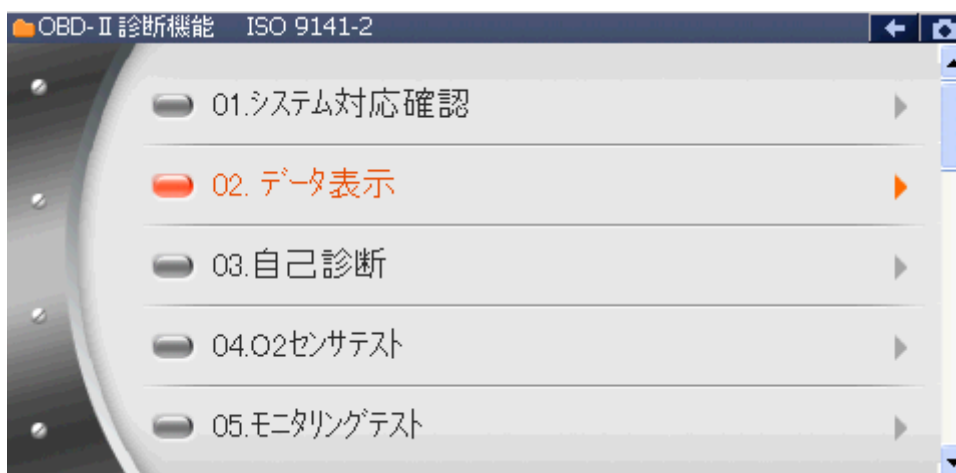 OBD-Ⅱ診断機能 ISO 9141-2
01.システム対応確認
02. データ表示
03.自己診断
04.O2センサテスト
05.モニタリングテスト